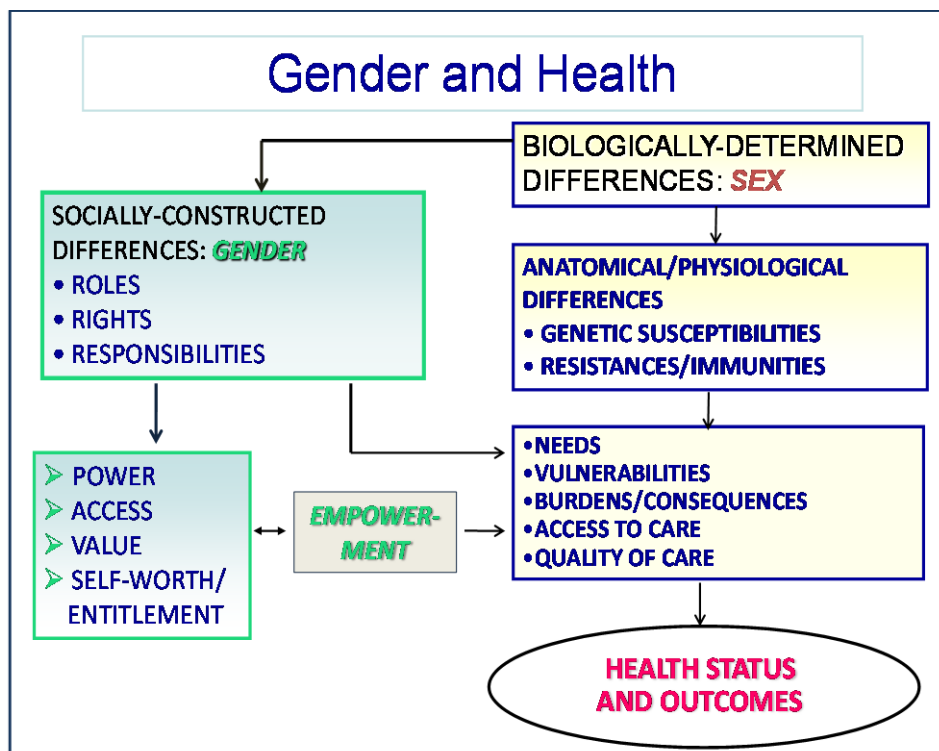 Gender and Health
BIOLOGICALLY-DETERMINED
DIFFERENCES: SEX
SOCIALLY-CONSTRUCTED
DIFFERENCES: GENDER
• ROLES
• RIGHTS
• RESPONSIBILITIES
ANATOMICAL/PHYSIOLOGICAL
DIFFERENCES
• GENETIC SUSCEPTIBILITIES
• RESISTANCES/IMMUNITIES
➢ POWER
➢ ACCESS
➢ VALUE
➢ SELF-WORTH/
ENTITLEMENT
EMPOWER-
MENT
•NEEDS
•VULNERABILITIES
•BURDENS/CONSEQUENCES
•ACCESS TO CARE
•QUALITY OF CARE
HEALTH STATUS
AND OUTCOMES